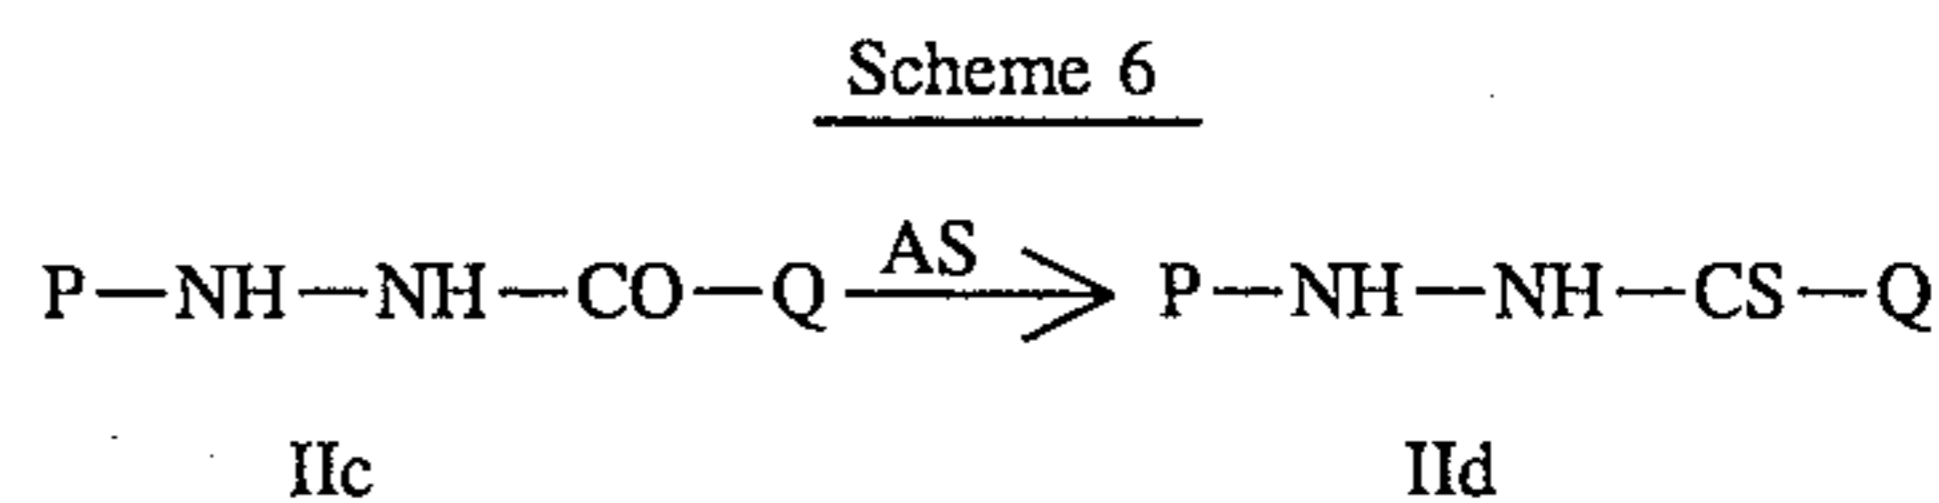 Scheme 6
AS
P—NH—NH—CO—Q → P—NH—NH—CS—Q
IIc IId